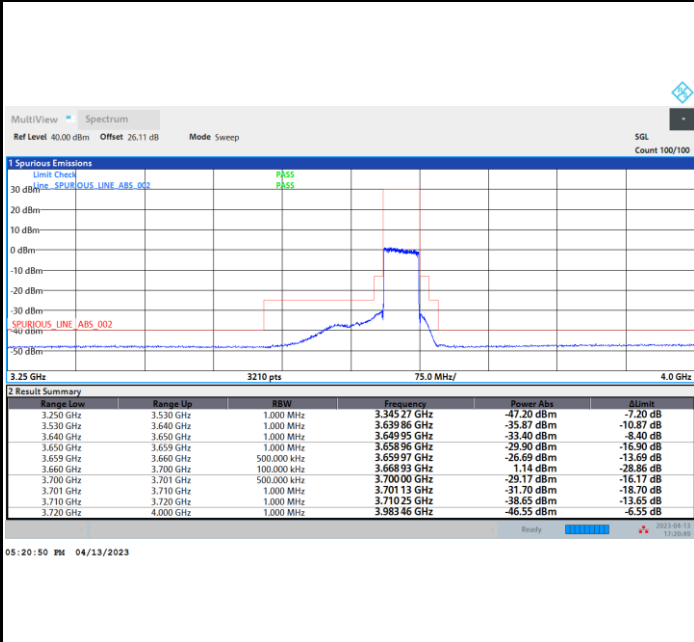 MultiView Spectrum
Ref Level 40.00 dBm Offset 26.11 dB Mode Sweep SGL
Count 100/100
1 Spurious Emissions
Limit Check PASS
Line _SPURIOUS_LINE_ABS_002 PASS
30 dBm
20 dBm
10 dBm
0 dBm
-10 dBm
-20 dBm
-30 dBm
SPURIOUS_LINE_ABS_002
-40 dBm
-50 dBm
3.25 GHz 3210 pts 75.0 MHz/ 4.0 GHz
2 Result Summary
Range Low Range Up RBW Frequency Power Abs ΔLimit
3.250 GHz 3.530 GHz 1.000 MHz 3.345 27 GHz -47.20 dBm -7.20 dB
3.530 GHz 3.640 GHz 1.000 MHz 3.639 86 GHz -35.87 dBm -10.87 dB
3.640 GHz 3.650 GHz 1.000 MHz 3.649 95 GHz -33.40 dBm -8.40 dB
3.650 GHz 3.659 GHz 1.000 MHz 3.658 96 GHz -29.90 dBm -16.90 dB
3.659 GHz 3.660 GHz 500.000 kHz 3.659 97 GHz -26.69 dBm -13.69 dB
3.660 GHz 3.700 GHz 100.000 kHz 3.668 93 GHz 1.14 dBm -28.86 dB
3.700 GHz 3.701 GHz 500.000 kHz 3.700 00 GHz -29.17 dBm -16.17 dB
3.701 GHz 3.710 GHz 1.000 MHz 3.701 13 GHz -31.70 dBm -18.70 dB
3.710 GHz 3.720 GHz 1.000 MHz 3.710 25 GHz -38.65 dBm -13.65 dB
3.720 GHz 4.000 GHz 1.000 MHz 3.983 46 GHz -46.55 dBm -6.55 dB
Ready 2023-04-13
17:20:49
05:20:50 PM 04/13/2023